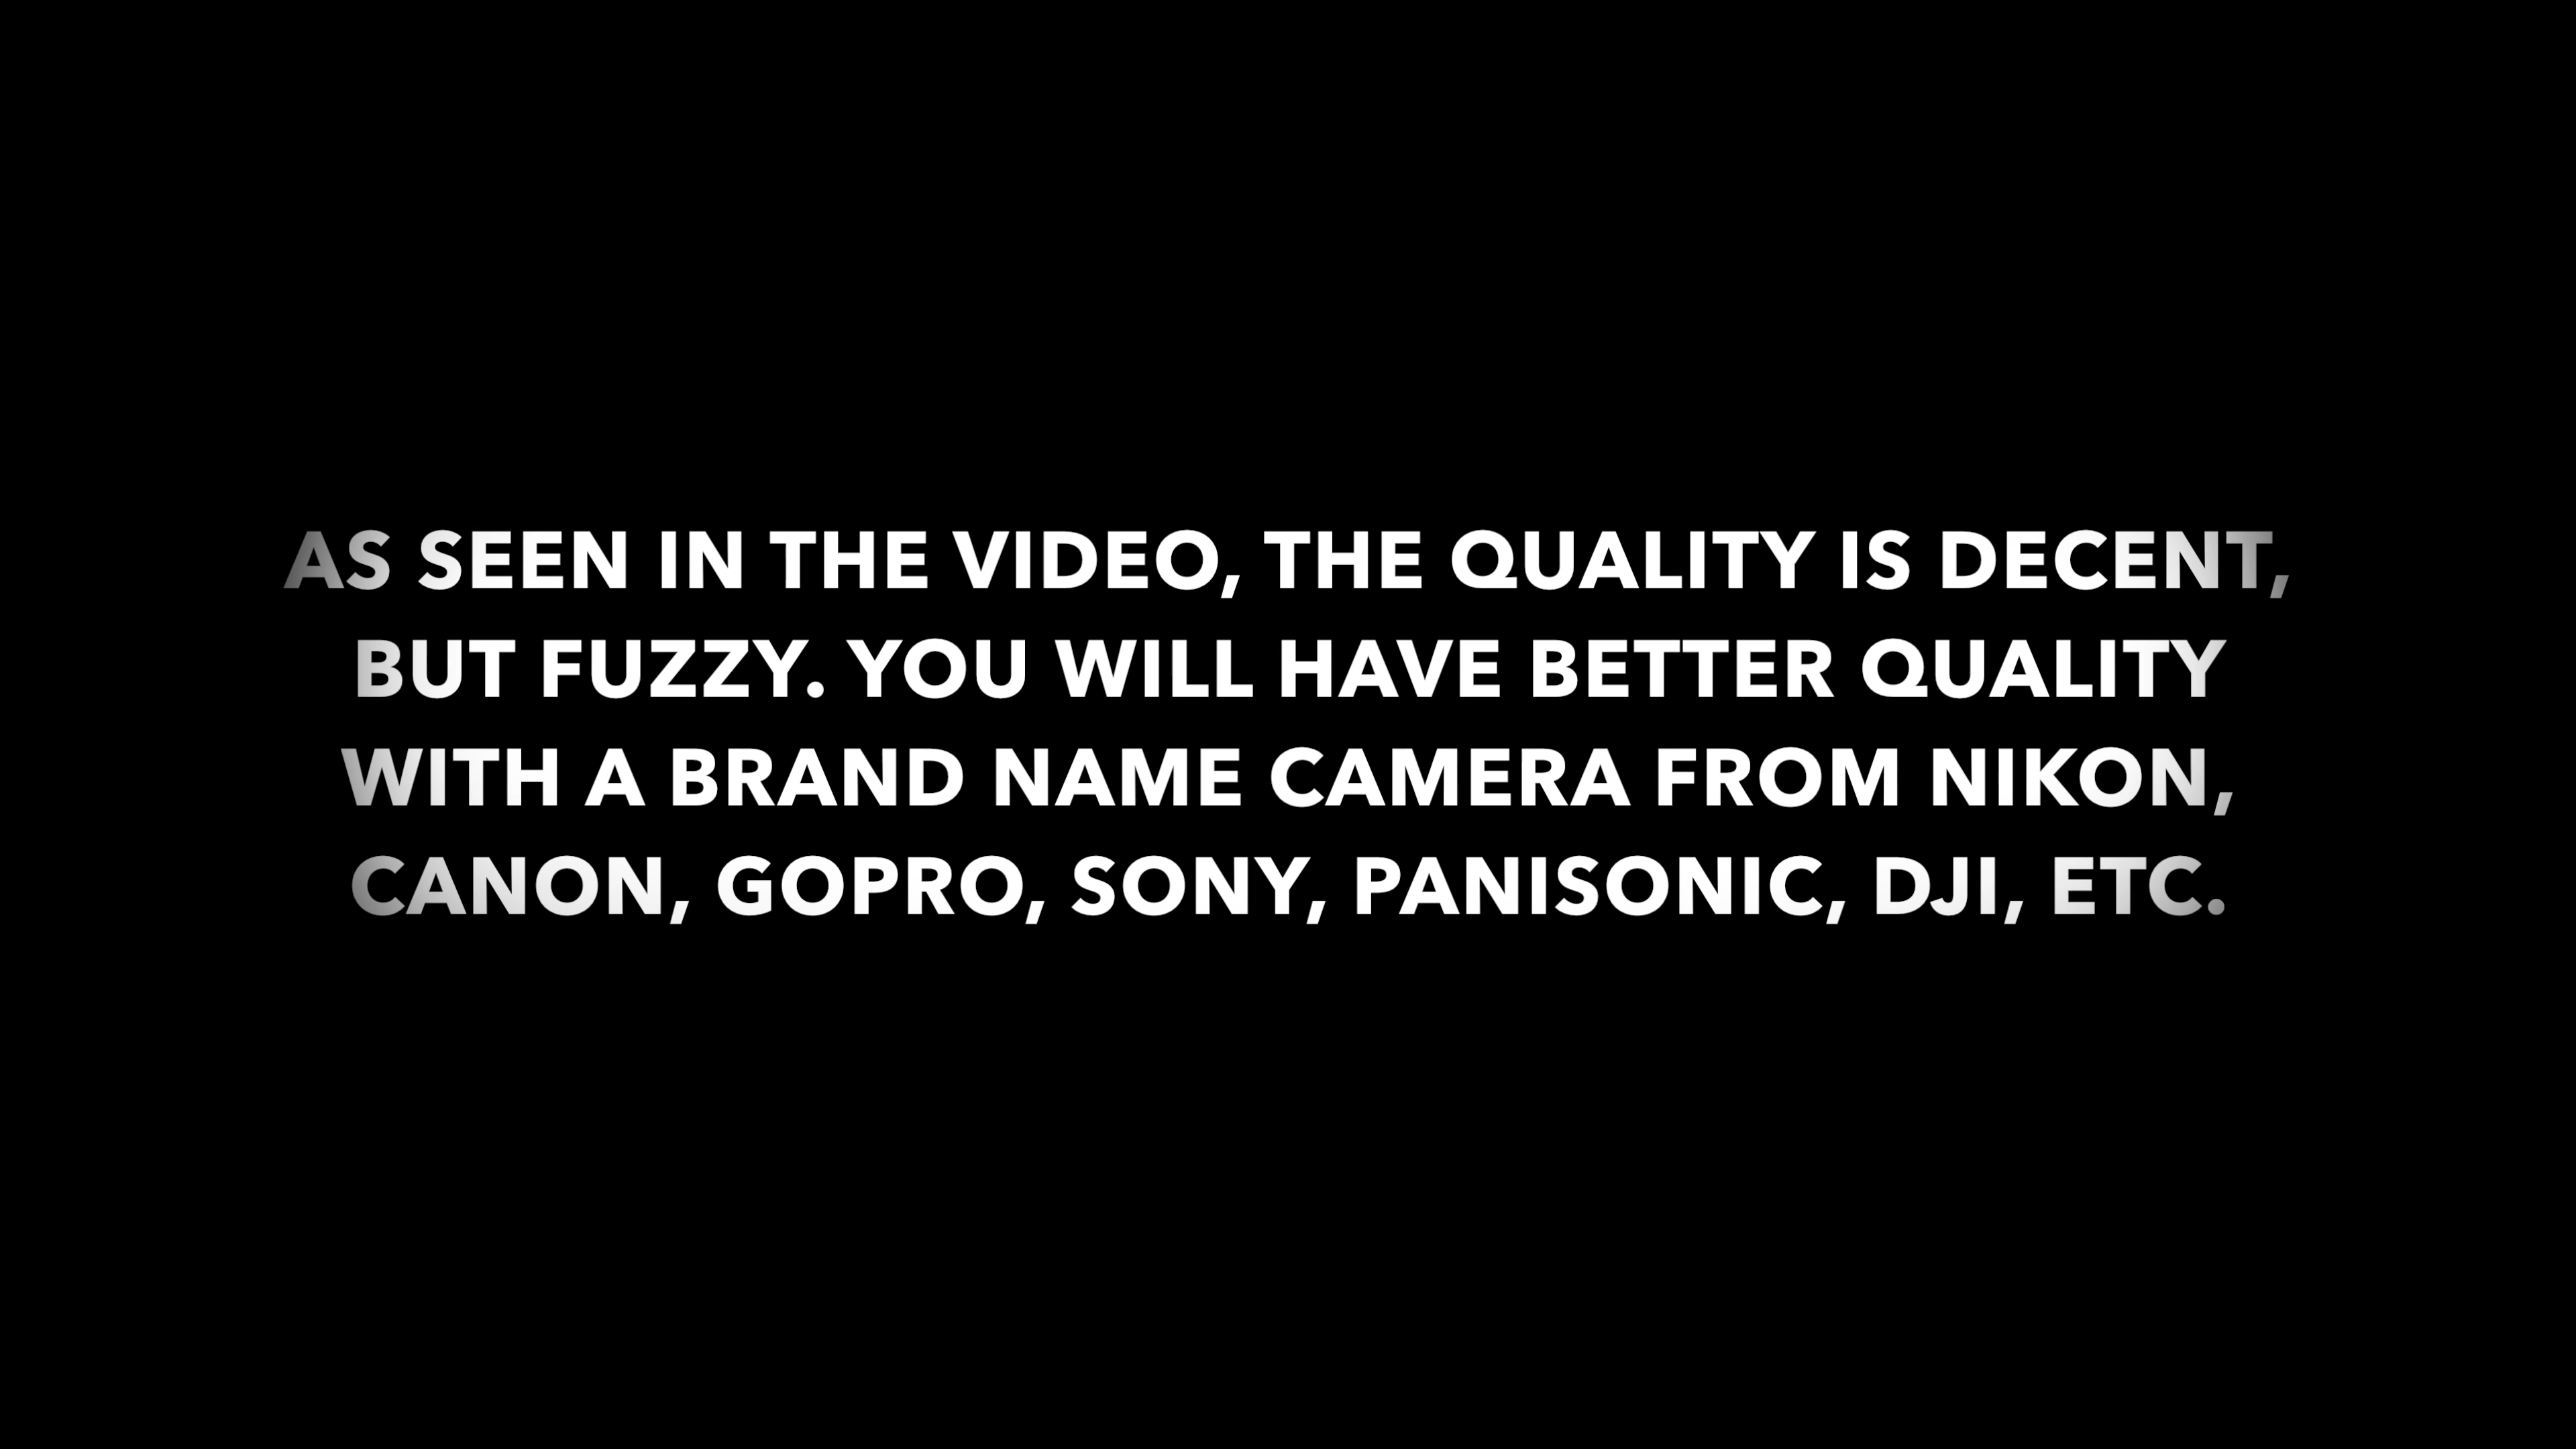 AS SEEN IN THE VIDEO, THE QUALITY IS DECENT,
BUT FUZZY. YOU WILL HAVE BETTER QUALITY
WITH A BRAND NAME CAMERA FROM NIKON,
CANON, GOPRO, SONY, PANISONIC, DJI, ETC.